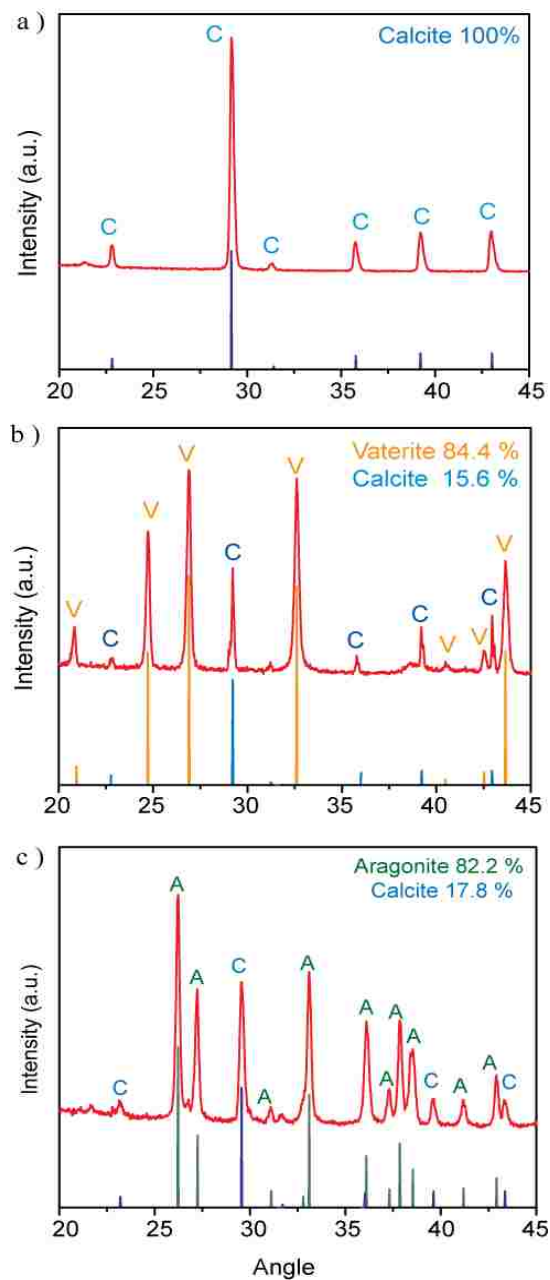 a )
Calcite 100%
C
C
C
C
C
C
Intensity (a.u.)
20 25 30 35 40 45
b )
Vaterite 84.4 %
Calcite 15.6 %
V
V
V
V
V
C
C
C
C
C
V
V
Intensity (a.u.)
20 25 30 35 40 45
c )
Aragonite 82.2 %
Calcite 17.8 %
A
A
C
A
A
A
A
A
C
A
A
C
C
A
Intensity (a.u.)
20 25 30 35 40 45
Angle